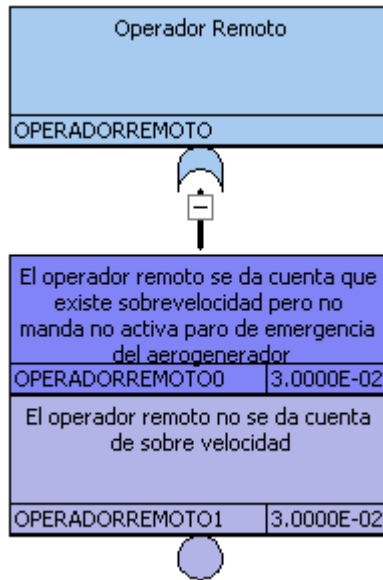 Operador Remoto
OPERADORREMOTO
El operador remoto se da cuenta que
existe sobrevelocidad pero no
manda no activa paro de emergencia
del aerogenerador
OPERADORREMOTO0 3.0000E-02
El operador remoto no se da cuenta
de sobre velocidad
OPERADORREMOTO1 3.0000E-02